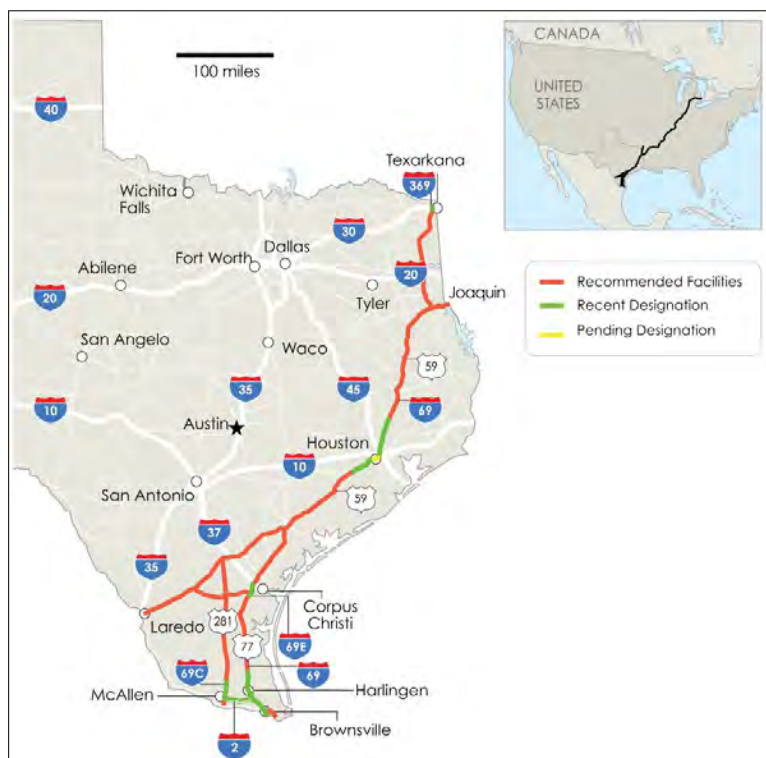 CANADA
UNITED
STATES
100 miles
40
Texarkana
369
Wichita
Falls
30
Fort Worth
Dallas
Abilene
20
Tyler
20
Joaquin
Recommended Facilities
Recent Designation
Pending Designation
San Angelo
Waco
59
35
45
69
10
Austin
Houston
10
San Antonio
59
37
35
Corpus
Christi
Laredo
281
77
69E
69C
69
McAllen
Harlingen
Brownsville
2